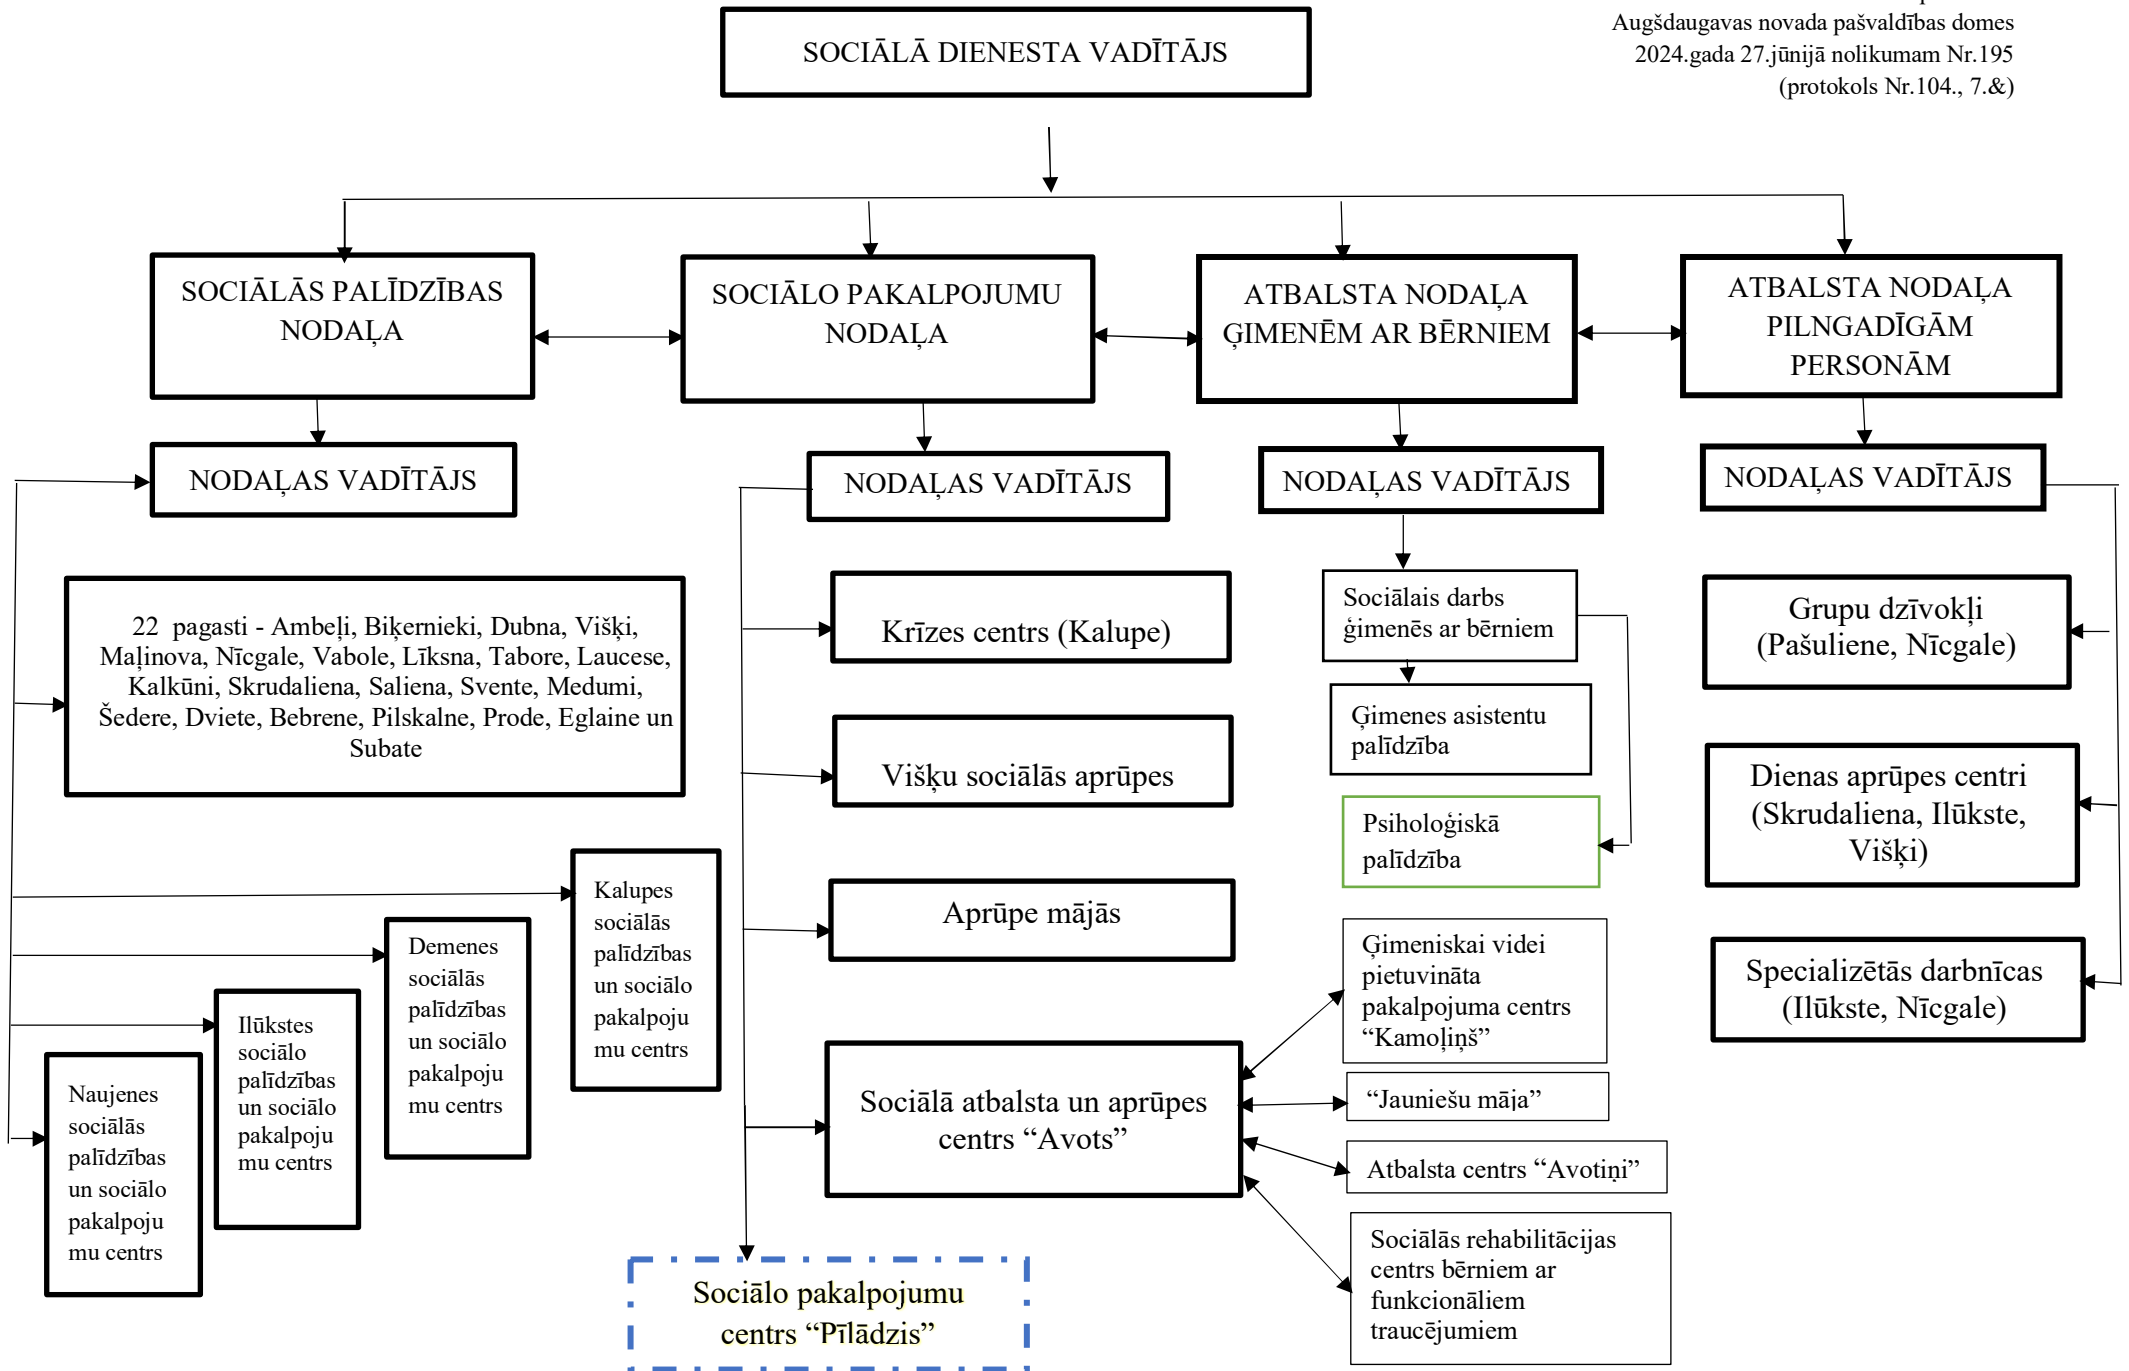 Augšdaugavas novada pašvaldības domes
2024.gada 27.jūnijā nolikumam Nr.195
(protokols Nr.104., 7.&)
SOCIĀLĀ DIENESTA VADĪTĀJS
SOCIĀLĀS PALĪDZĪBAS
NODAĻA
SOCIĀLO PAKALPOJUMU
NODAĻA
ATBALSTA NODAĻA
ĢIMENĒM AR BĒRNIEM
ATBALSTA NODAĻA
PILNGADĪGĀM
PERSONĀM
NODAĻAS VADĪTĀJS
NODAĻAS VADĪTĀJS
NODAĻAS VADĪTĀJS
NODAĻAS VADĪTĀJS
22 pagasti - Ambeļi, Biķernieki, Dubna, Višķi,
Maļinova, Nīcgale, Vabole, Līksna, Tabore, Laucese,
Kalkūni, Skrudaliena, Saliena, Svente, Medumi,
Šedere, Dviete, Bebrene, Pilskalne, Prode, Eglaine un
Subate
Kalupes
sociālās
palīdzības
un sociālo
pakalpoju
mu centrs
Demenes
sociālās
palīdzības
un sociālo
pakalpoju
mu centrs
Ilūkstes
sociālo
palīdzības
un sociālo
pakalpoju
mu centrs
Naujenes
sociālās
palīdzības
un sociālo
pakalpoju
mu centrs
Krīzes centrs (Kalupe)
Višķu sociālās aprūpes
Aprūpe mājās
Sociālā atbalsta un aprūpes
centrs “Avots”
Sociālo pakalpojumu
centrs “Pīlādzis”
Sociālais darbs
ģimenēs ar bērniem
Ģimenes asistentu
palīdzība
Psiholoģiskā
palīdzība
Ģimeniskai videi
pietuvināta
pakalpojuma centrs
“Kamoliņš”
“Jauniešu māja”
Atbalsta centrs “Avotiņi”
Sociālās rehabilitācijas
centrs bērniem ar
funkcionāliem
traucējumiem
Grupu dzīvokļi
(Pašuliene, Nīcgale)
Dienas aprūpes centri
(Skrudaliena, Ilūkste,
Višķi)
Specializētās darbnīcas
(Ilūkste, Nīcgale)